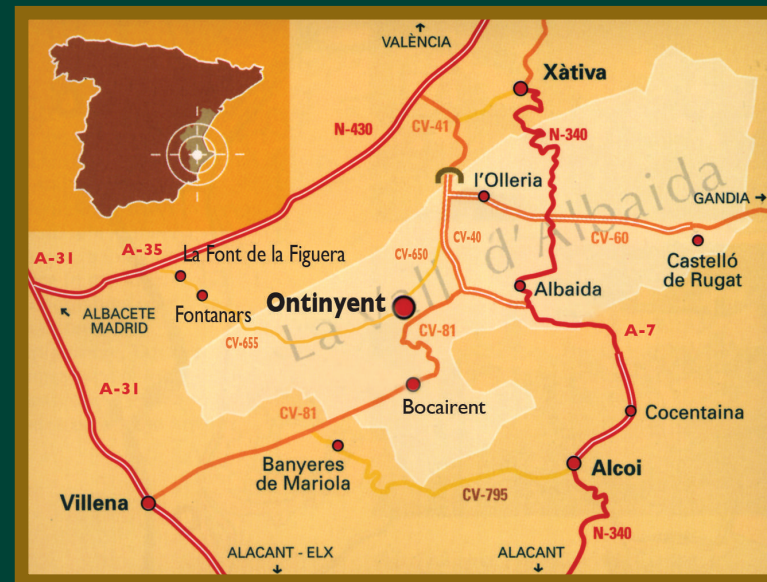 VALÈNCIA
Xàtiva
N-430
CV-41
N-340
l'Olleria
GANDIA
La Vall d'Albaida
A-31
A-35
La Font de la Figuera
CV-650
CV-40
CV-60
Castelló
de Rugat
ALBACETE
MADRID
Fontanars
Ontinyent
Albaida
CV-655
CV-81
A-7
A-31
CV-81
Bocairent
Cocentaina
Banyeres
de Mariola
Alcoi
Villena
CV-795
N-340
ALACANT - ELX
ALACANT